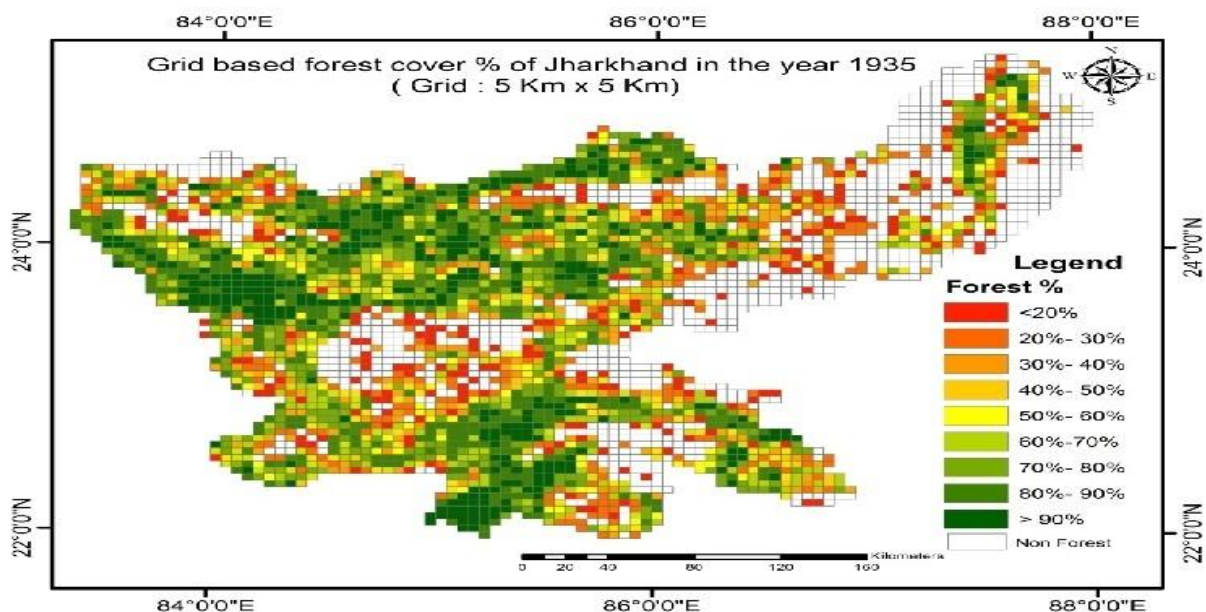 84°0'0"E 86°0'0"E 88°0'0"E
Grid based forest cover % of Jharkhand in the year 1935
( Grid : 5 Km x 5 Km)
N
W E
S
24°0'0"N 24°0'0"N
Legend
Forest %
<20%
20%- 30%
30%- 40%
40%- 50%
50%- 60%
60%-70%
70%- 80%
80%- 90%
> 90%
Non Forest
22°0'0"N 22°0'0"N
Kilometers
0 20 40 80 120 160
84°0'0"E 86°0'0"E 88°0'0"E